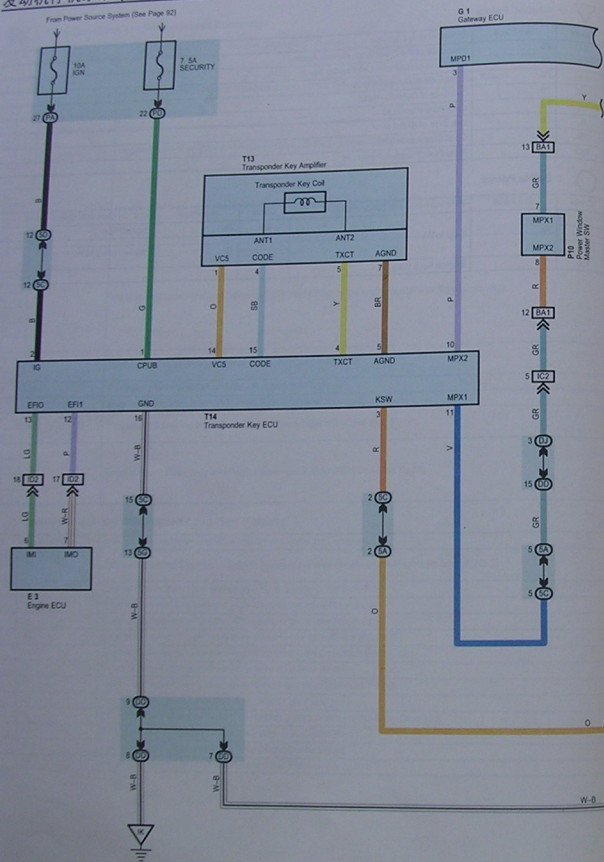 From Power Source System (See Page 92)
10A
IGN
7. 5A
SECURITY
G 1
Gateway ECU
MPD1
3
27 PA
22 PD
B
G
P
Y
13 BA1
GR
7
MPX1
MPX2
P10
Power Window
Master SW
8
R
12 BA1
GR
5 IC2
GR
3 DJ
15 DD
GR
5 5A
5 5C
T13
Transponder Key Amplifier
Transponder Key Coil
ANT1
ANT2
VC5
CODE
TXCT
AGND
1
4
5
7
O
SB
Y
BR
P
12 5D
12 5C
B
2
1
14
15
4
5
10
IG
CPUB
VC5
CODE
TXCT
AGND
MPX2
EFIO
EFI1
GND
KSW
MPX1
T14
Transponder Key ECU
13
12
16
3
11
LG
P
W–B
R
V
18 ID2
17 ID2
LG
W–R
6
7
IMI
IMO
E 3
Engine ECU
15 5C
13 5G
2 5C
2 5A
W–B
O
9 DD
8 DD
7 DD
W–B
W–B
O
W–B
IK